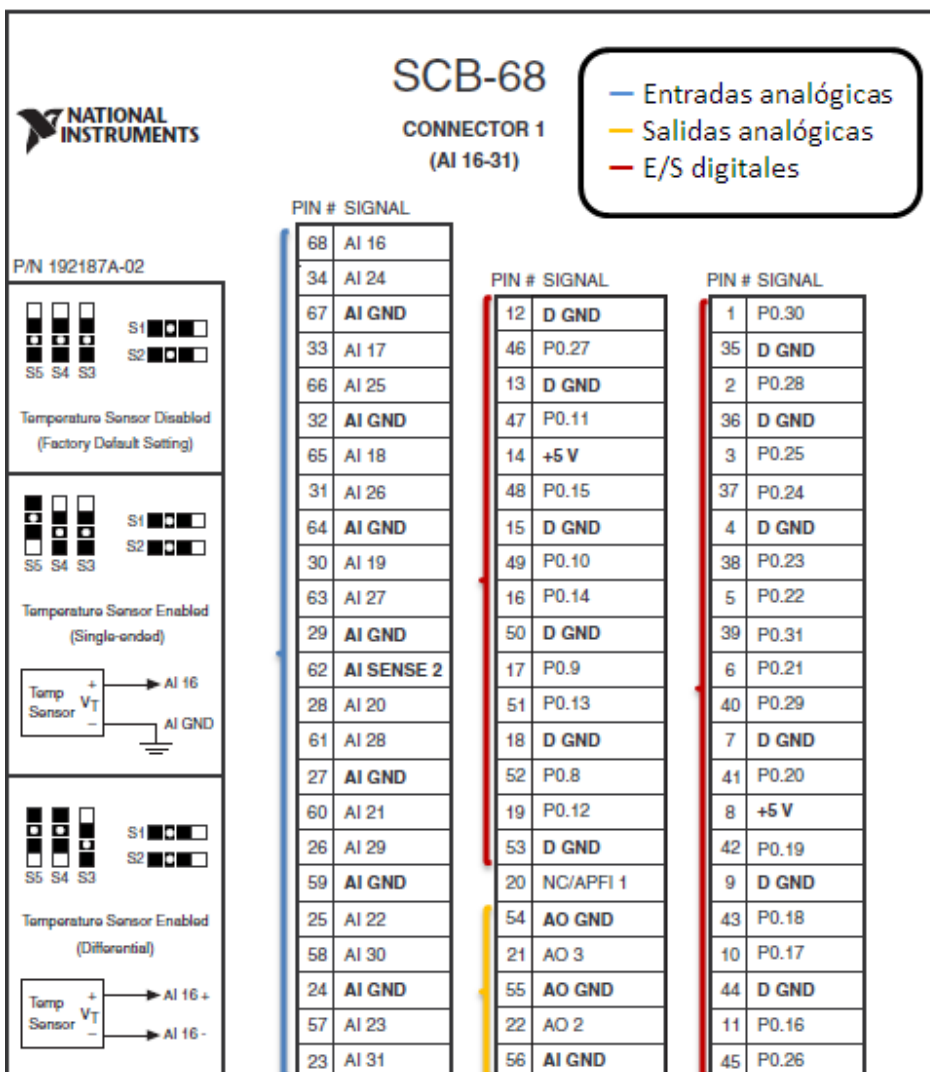 SCB-68
NATIONAL
INSTRUMENTS
CONNECTOR 1
(AI 16-31)
Entradas analógicas
Salidas analógicas
E/S digitales
P/N 192187A-02
S5 S4 S3
S1
S2
Temperature Sensor Disabled
(Factory Default Setting)
S5 S4 S3
S1
S2
Temperature Sensor Enabled
(Single-ended)
Temp
Sensor
+
VT
–
AI 16
AI GND
S5 S4 S3
S1
S2
Temperature Sensor Enabled
(Differential)
Temp
Sensor
+
VT
–
AI 16 +
AI 16 -
PIN # SIGNAL
68 AI 16
34 AI 24
67 AI GND
33 AI 17
66 AI 25
32 AI GND
65 AI 18
31 AI 26
64 AI GND
30 AI 19
63 AI 27
29 AI GND
62 AI SENSE 2
28 AI 20
61 AI 28
27 AI GND
60 AI 21
26 AI 29
59 AI GND
25 AI 22
58 AI 30
24 AI GND
57 AI 23
23 AI 31
PIN # SIGNAL
12 D GND
46 P0.27
13 D GND
47 P0.11
14 +5 V
48 P0.15
15 D GND
49 P0.10
16 P0.14
50 D GND
17 P0.9
51 P0.13
18 D GND
52 P0.8
19 P0.12
53 D GND
20 NC/APFI 1
54 AO GND
21 AO 3
55 AO GND
22 AO 2
56 AI GND
PIN # SIGNAL
1 P0.30
35 D GND
2 P0.28
36 D GND
3 P0.25
37 P0.24
4 D GND
38 P0.23
5 P0.22
39 P0.31
6 P0.21
40 P0.29
7 D GND
41 P0.20
8 +5 V
42 P0.19
9 D GND
43 P0.18
10 P0.17
44 D GND
11 P0.16
45 P0.26